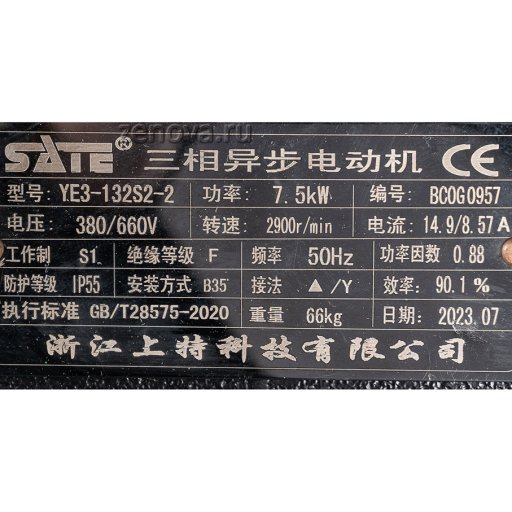 zenova.ru
SATE® 三相异步电动机 CE
型号: YE3-132S2-2 功率: 7.5kW 编号: BCOG0957
电压: 380/660V 转速: 2900r/min 电流: 14.9/8.57A
工作制 S1 绝缘等级 F 频率 50Hz 功率因数 0.88
防护等级 IP55 安装方式 B35 接法 △/Y 效率: 90.1%
执行标准 GB/T28575-2020 重量 66kg 日期: 2023.07
浙江上特科技有限公司